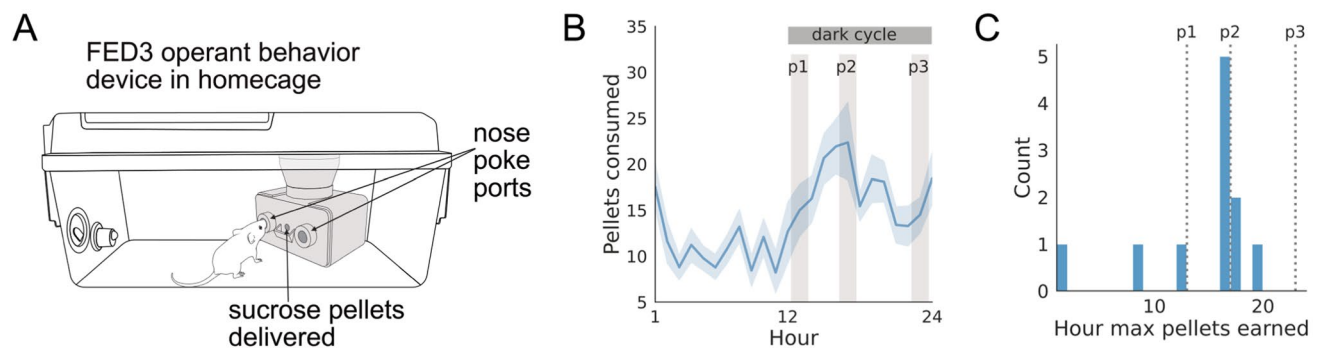 A
FED3 operant behavior
device in homecage
nose
poke
ports
sucrose pellets
delivered
B
Pellets consumed
35
30
25
20
15
10
5
dark cycle
p1
p2
p3
1
12
24
Hour
C
p1
p2
p3
Count
5
4
3
2
1
0
10
20
Hour max pellets earned